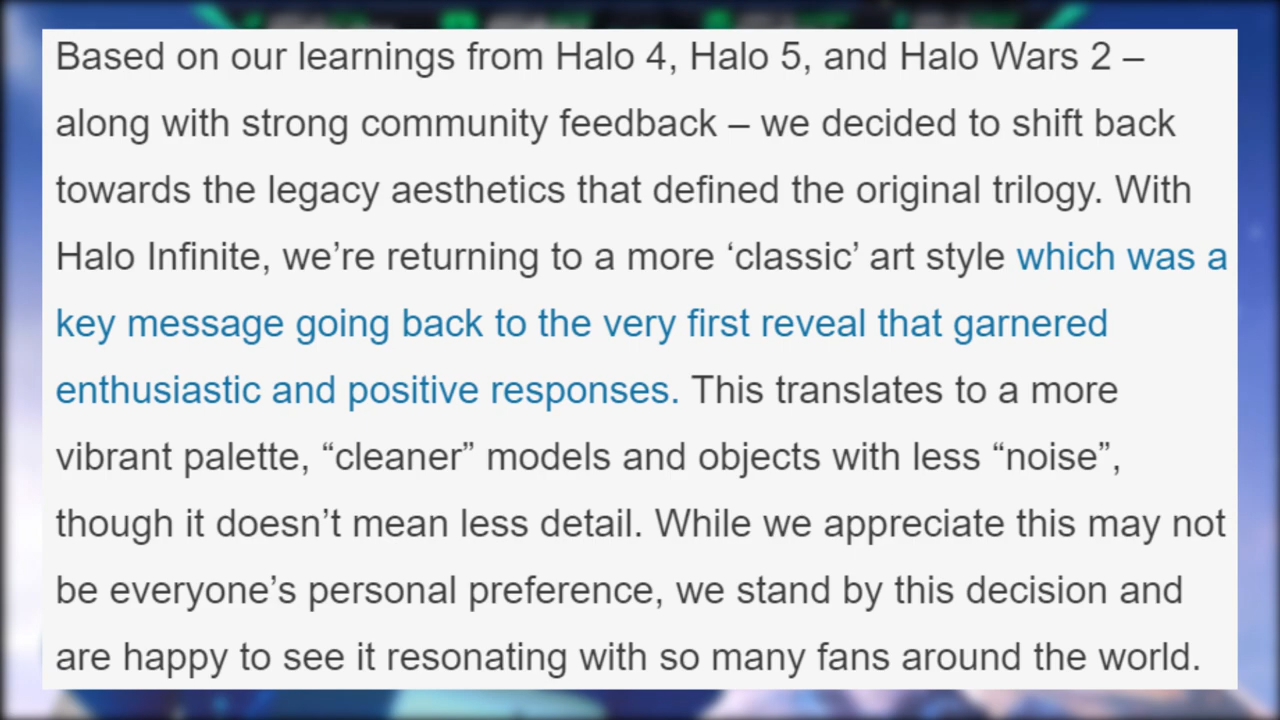 Based on our learnings from Halo 4, Halo 5, and Halo Wars 2 –
along with strong community feedback – we decided to shift back
towards the legacy aesthetics that defined the original trilogy. With
Halo Infinite, we’re returning to a more ‘classic’ art style which was a
key message going back to the very first reveal that garnered
enthusiastic and positive responses. This translates to a more
vibrant palette, “cleaner” models and objects with less “noise”,
though it doesn’t mean less detail. While we appreciate this may not
be everyone’s personal preference, we stand by this decision and
are happy to see it resonating with so many fans around the world.